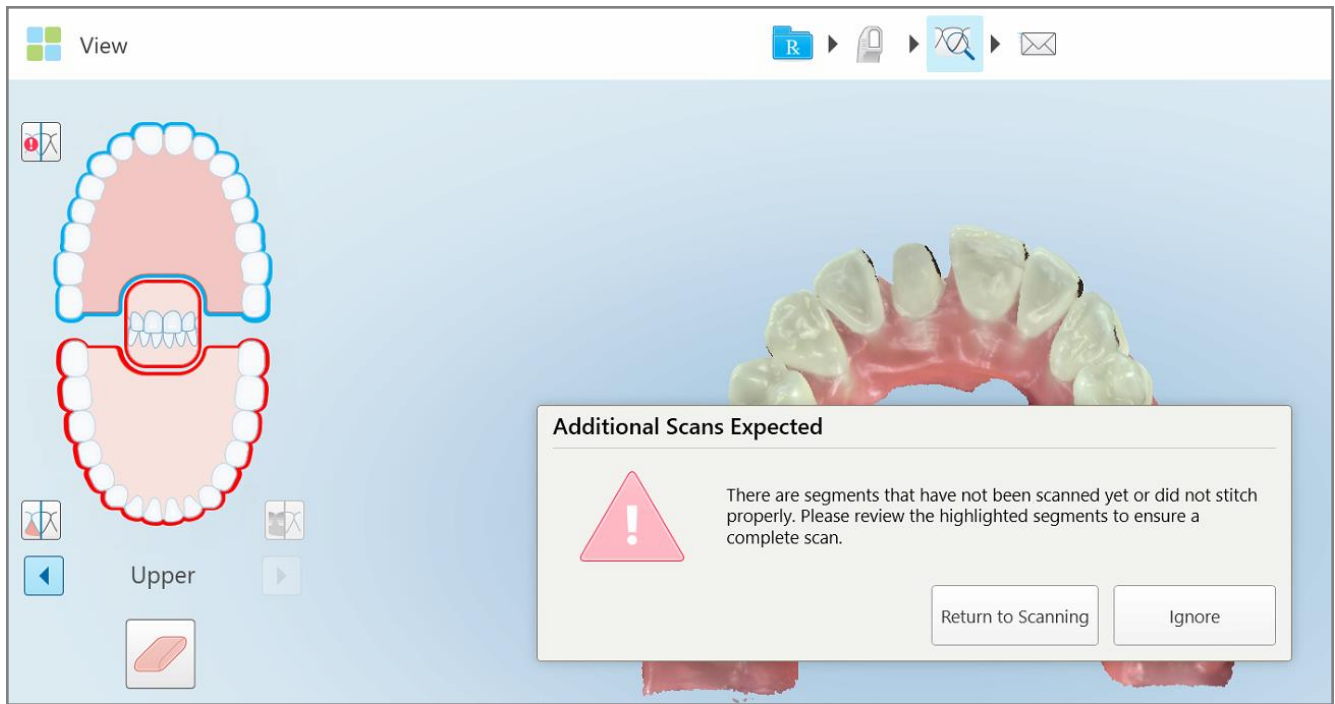 View
R
Additional Scans Expected
There are segments that have not been scanned yet or did not stitch
properly. Please review the highlighted segments to ensure a
complete scan.
Upper
Return to Scanning
Ignore